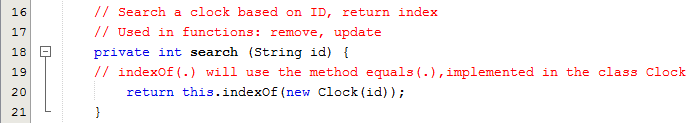 16 // Search a clock based on ID, return index
17 // Used in functions: remove, update
18 private int search (String id) {
19 // indexOf(.) will use the method equals(.),implemented in the class Clock
20 return this.indexOf(new Clock(id));
21 }